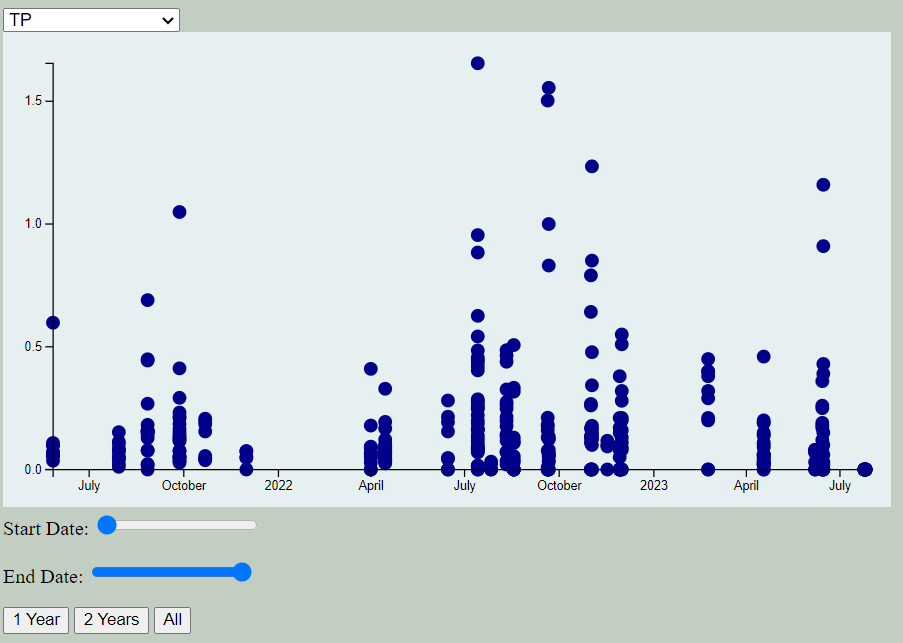 TP
1.5
1.0
0.5
0.0
July October 2022 April July October 2023 April July
Start Date:
End Date:
1 Year 2 Years All